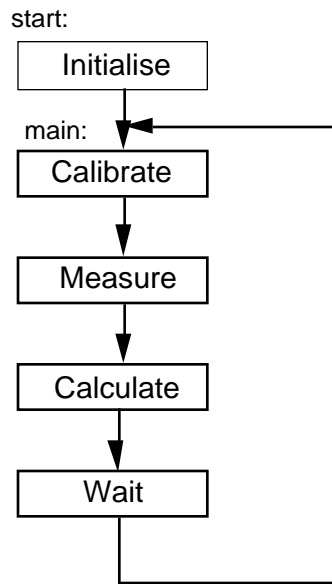 start:
Initialise
main:
Calibrate
Measure
Calculate
Wait